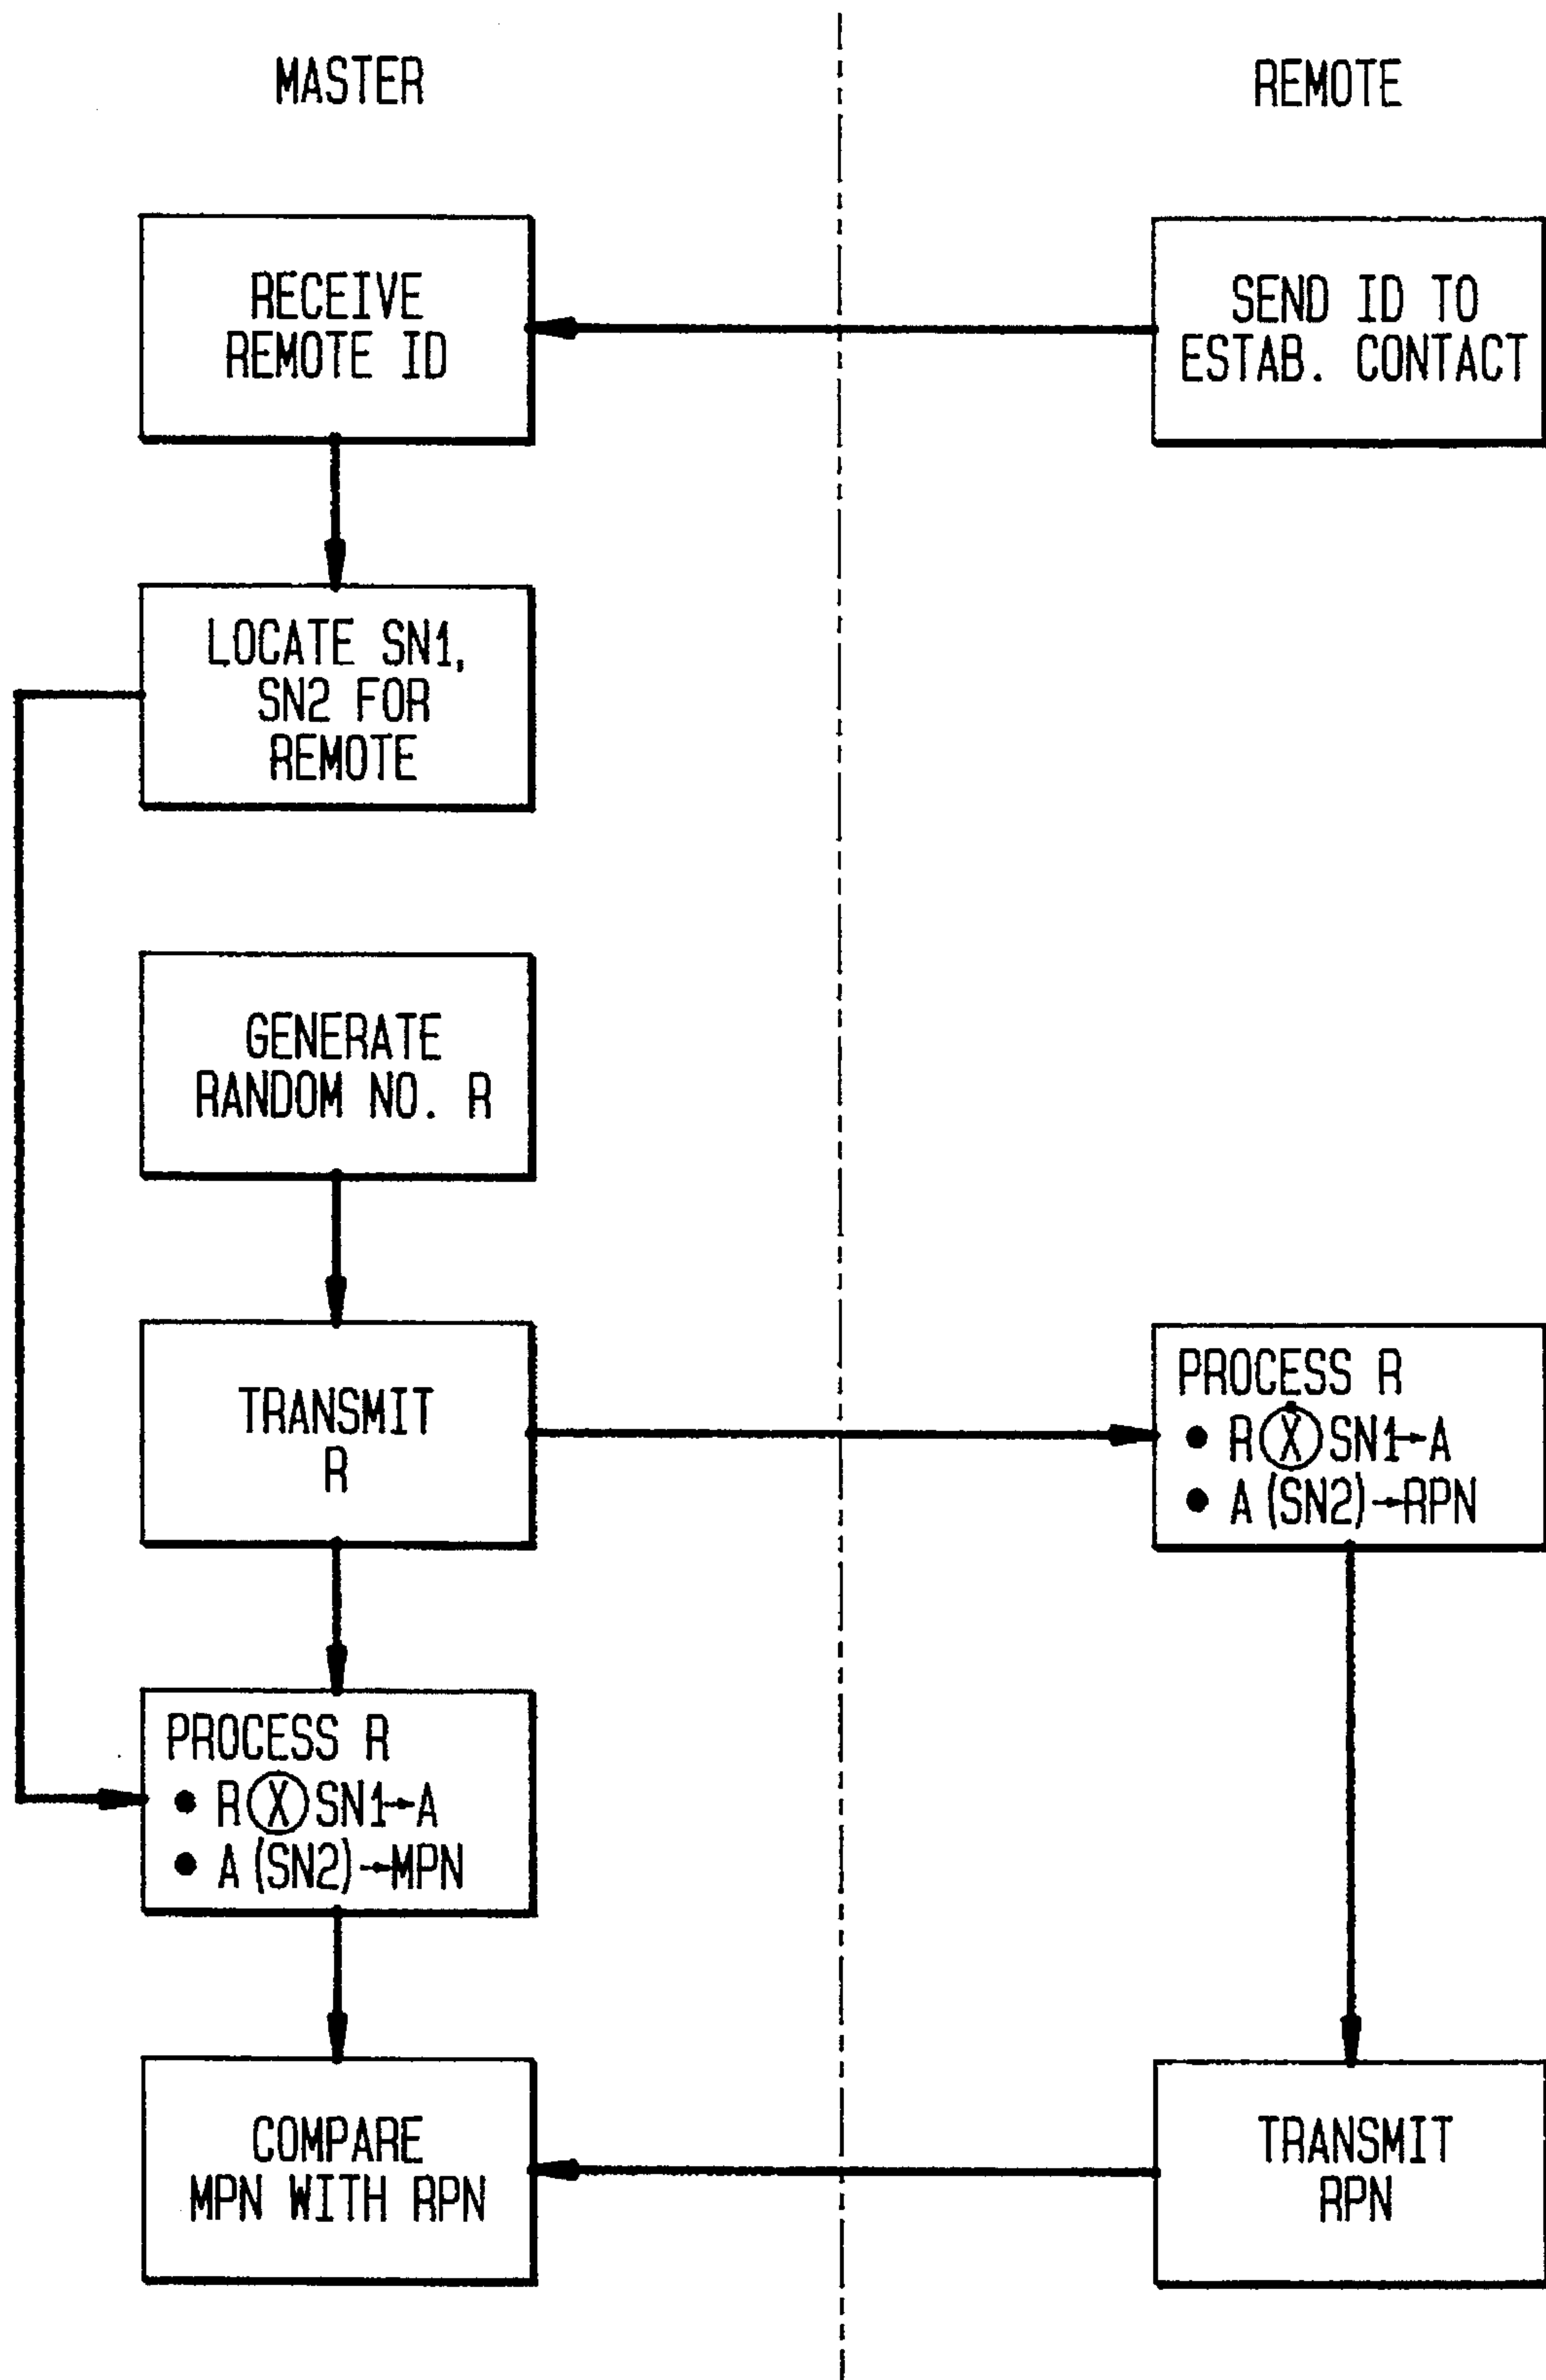 MASTER
REMOTE
RECEIVE
REMOTE ID
SEND ID TO
ESTAB. CONTACT
LOCATE SN1,
SN2 FOR
REMOTE
GENERATE
RANDOM NO. R
TRANSMIT
R
PROCESS R
● R Ⓧ SN1→A
● A (SN2)→RPN
PROCESS R
● R Ⓧ SN1→A
● A (SN2)→MPN
COMPARE
MPN WITH RPN
TRANSMIT
RPN